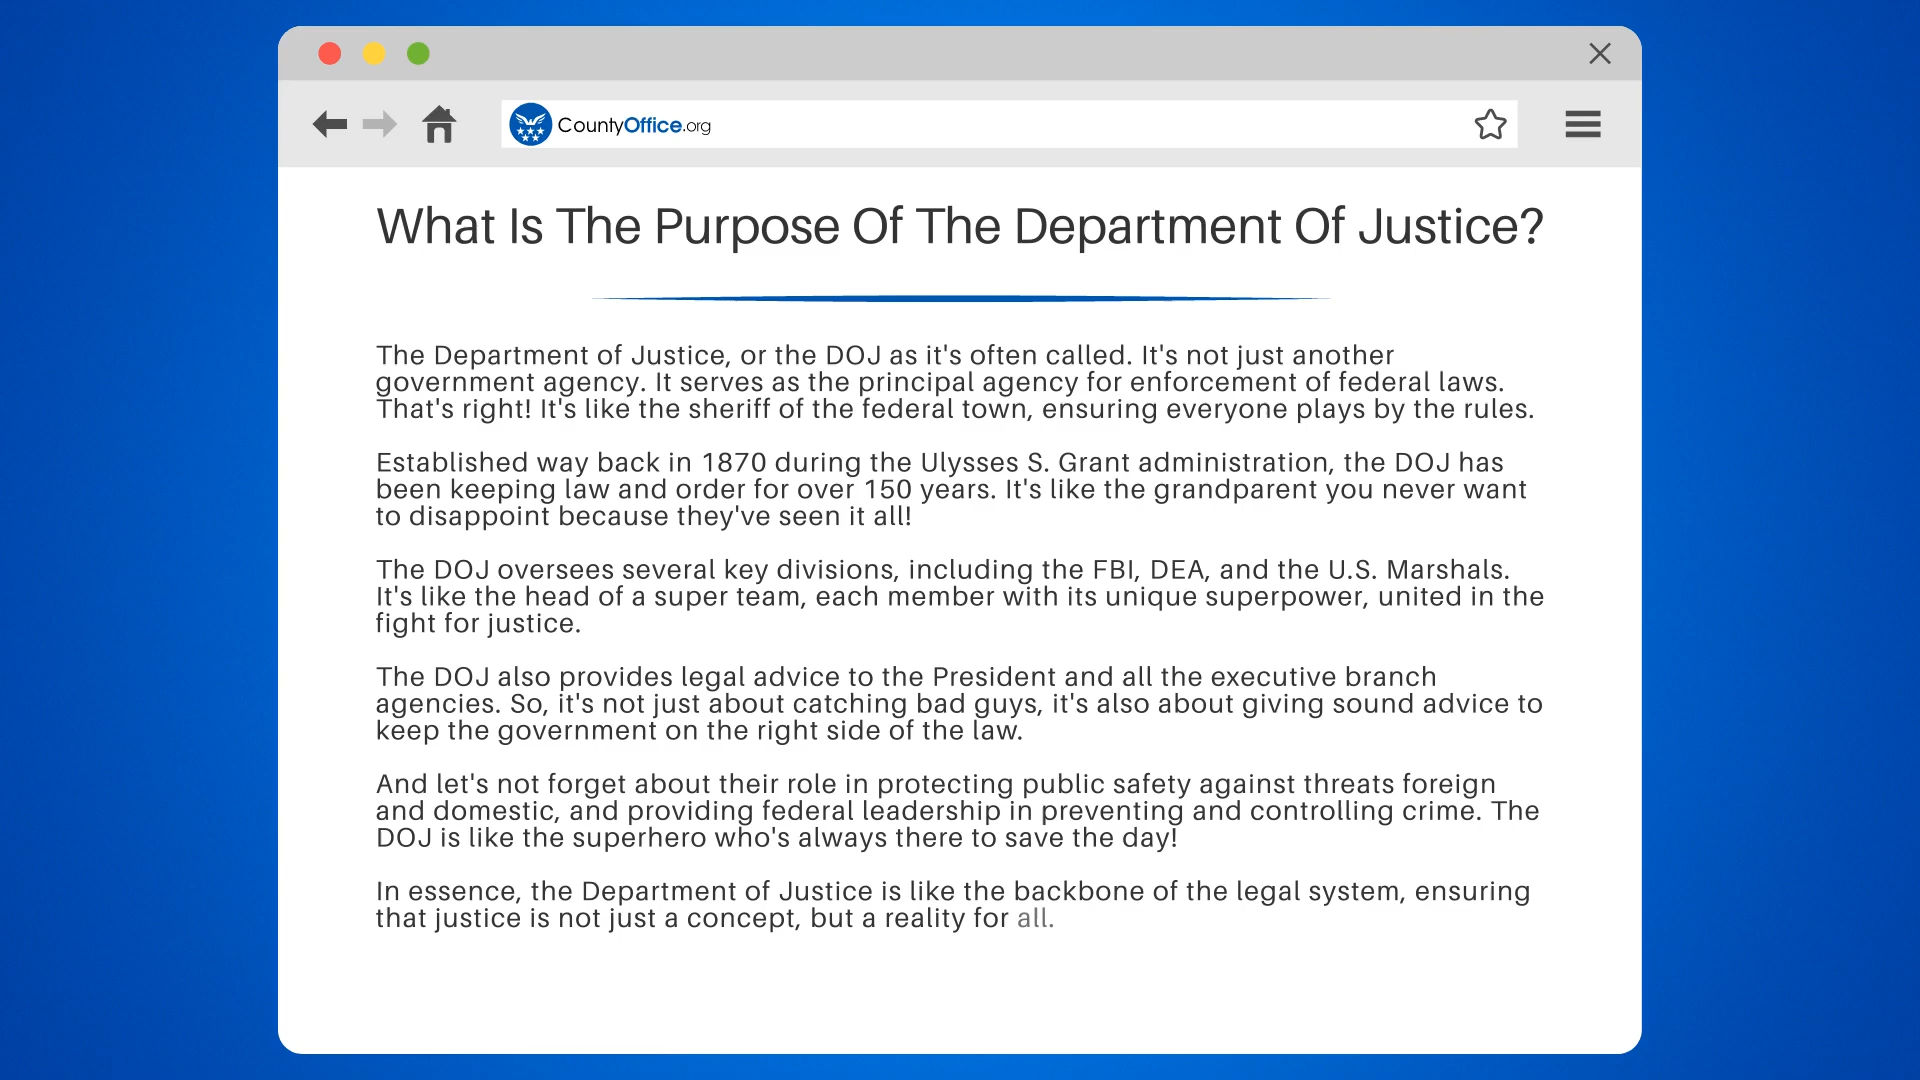 CountyOffice.org
What Is The Purpose Of The Department Of Justice?
The Department of Justice, or the DOJ as it's often called. It's not just another
government agency. It serves as the principal agency for enforcement of federal laws.
That's right! It's like the sheriff of the federal town, ensuring everyone plays by the rules.
Established way back in 1870 during the Ulysses S. Grant administration, the DOJ has
been keeping law and order for over 150 years. It's like the grandparent you never want
to disappoint because they've seen it all!
The DOJ oversees several key divisions, including the FBI, DEA, and the U.S. Marshals.
It's like the head of a super team, each member with its unique superpower, united in the
fight for justice.
The DOJ also provides legal advice to the President and all the executive branch
agencies. So, it's not just about catching bad guys, it's also about giving sound advice to
keep the government on the right side of the law.
And let's not forget about their role in protecting public safety against threats foreign
and domestic, and providing federal leadership in preventing and controlling crime. The
DOJ is like the superhero who's always there to save the day!
In essence, the Department of Justice is like the backbone of the legal system, ensuring
that justice is not just a concept, but a reality for all.